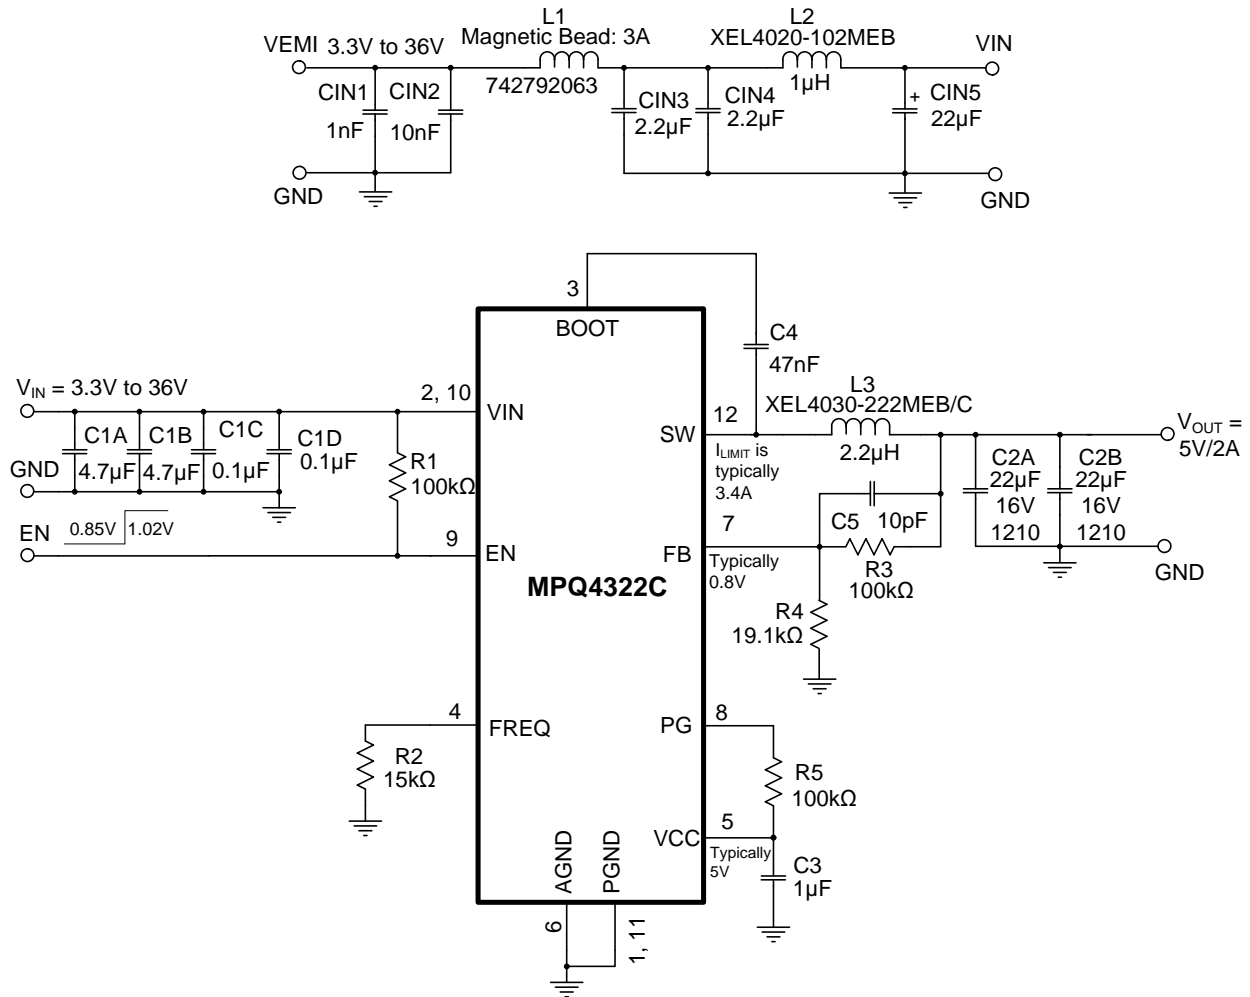 L1
Magnetic Bead: 3A
742792063
L2
XEL4020-102MEB
1µH
VEMI 3.3V to 36V
VIN
CIN1
1nF
CIN2
10nF
CIN3
2.2µF
CIN4
2.2µF
+
CIN5
22µF
GND
GND
3
BOOT
C4
47nF
VIN = 3.3V to 36V
2, 10
VIN
C1A
4.7µF
C1B
4.7µF
C1C
0.1µF
C1D
0.1µF
GND
R1
100kΩ
EN
0.85V
1.02V
9
EN
12
SW
ILIMIT is
typically
3.4A
L3
XEL4030-222MEB/C
2.2µH
VOUT =
5V/2A
C2A
22µF
16V
1210
C2B
22µF
16V
1210
GND
7
FB
Typically
0.8V
C5
10pF
R3
100kΩ
R4
19.1kΩ
MPQ4322C
4
FREQ
R2
15kΩ
8
PG
R5
100kΩ
5
VCC
Typically
5V
C3
1µF
AGND
PGND
6
1, 11